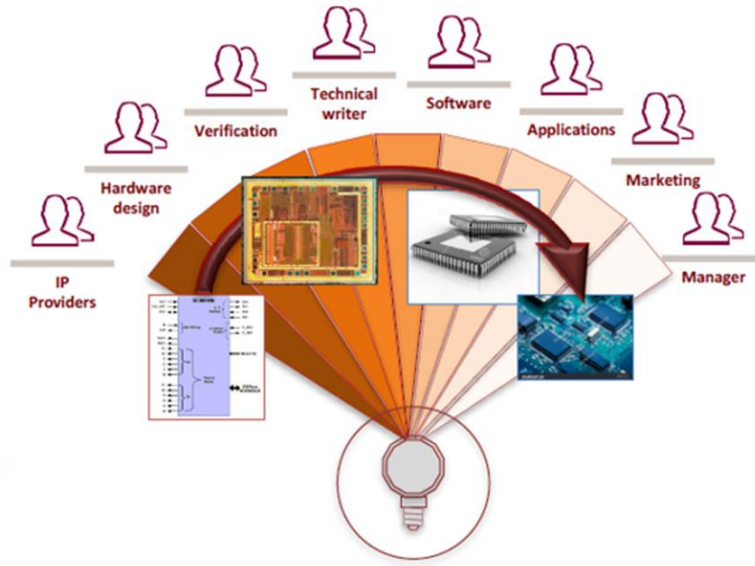 IP
Providers
Hardware
design
Verification
Technical
writer
Software
Applications
Marketing
Manager